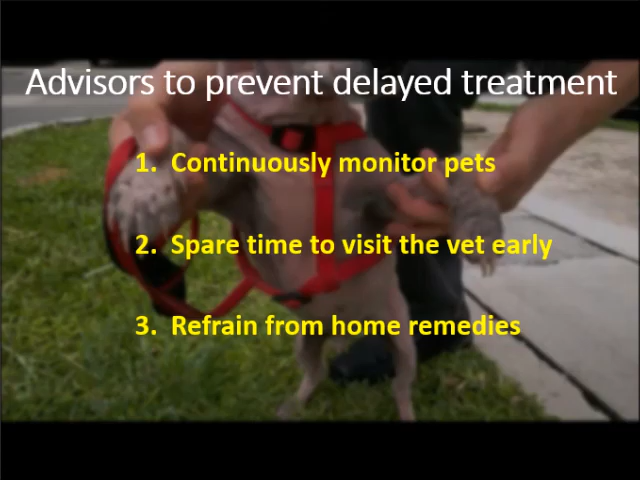 Advisors to prevent delayed treatment
1. Continuously monitor pets
2. Spare time to visit the vet early
3. Refrain from home remedies